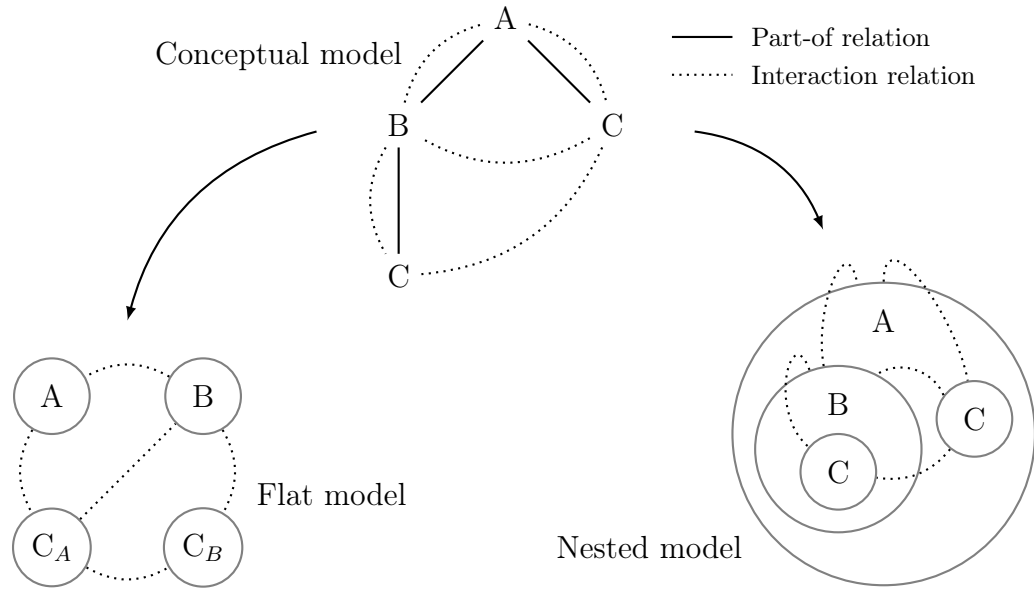 A
Conceptual model
Part-of relation
Interaction relation
B
C
C
A
B
Flat model
C_A
C_B
A
B
C
C
Nested model